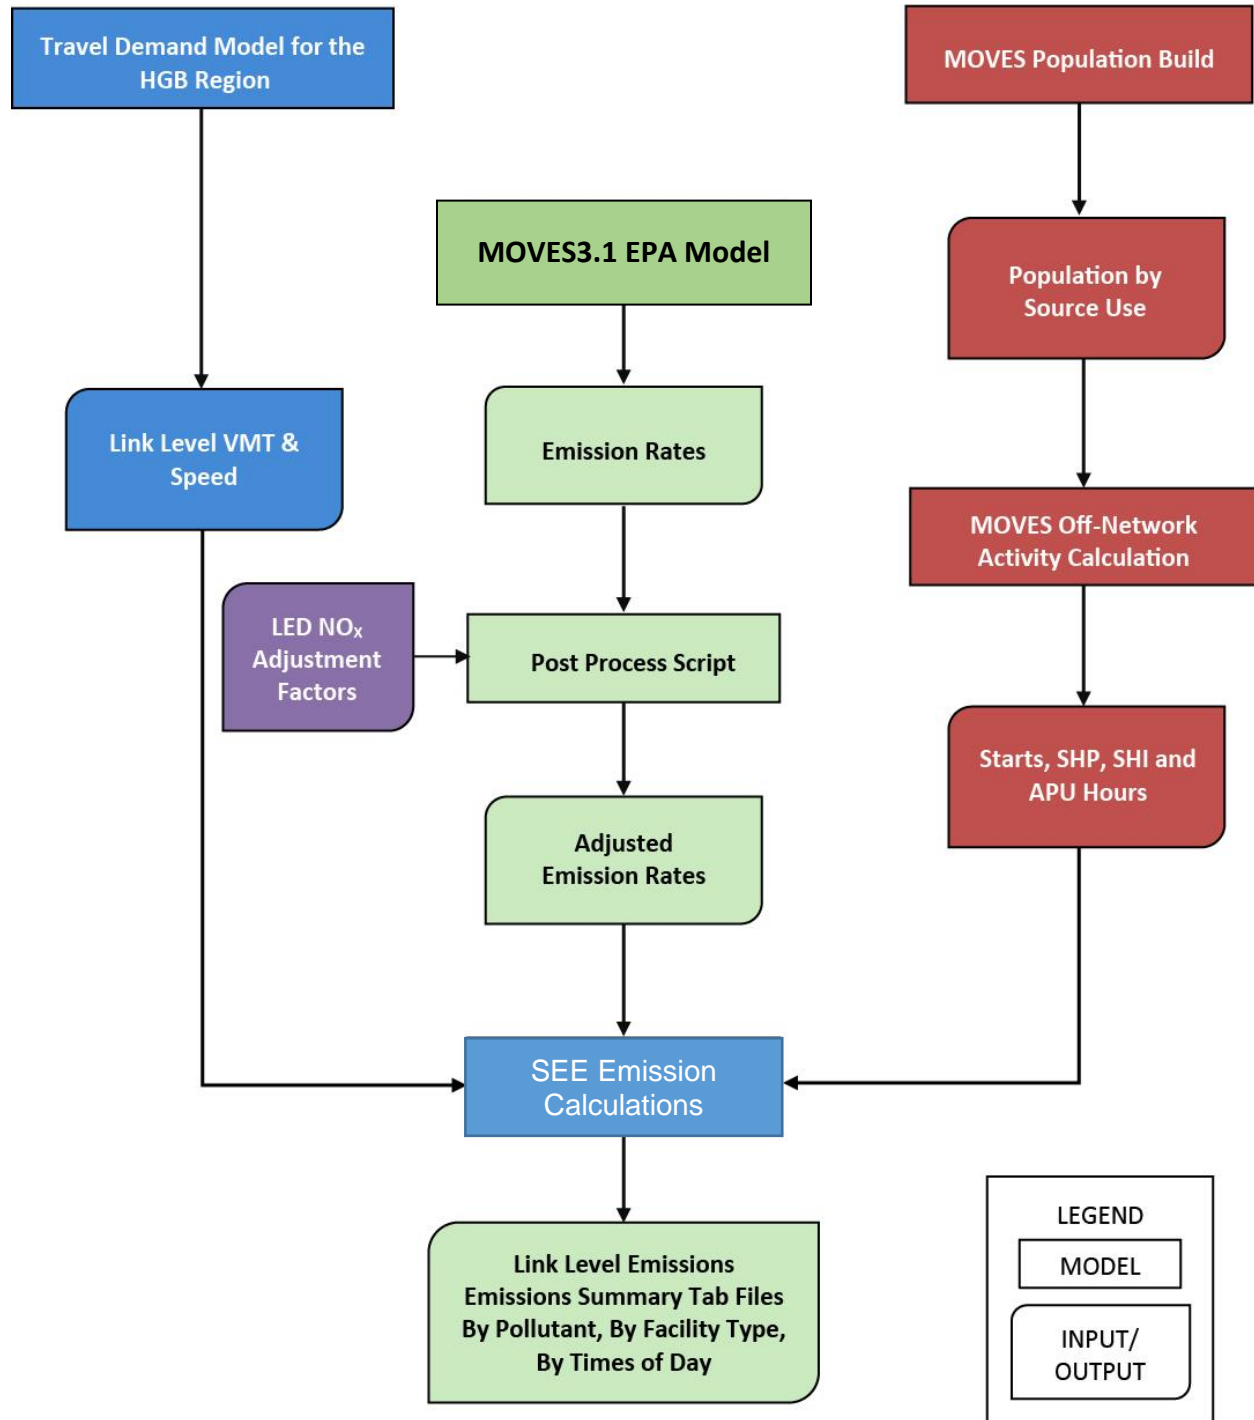 Travel Demand Model for the
HGB Region
MOVES Population Build
MOVES3.1 EPA Model
Population by
Source Use
Link Level VMT &
Speed
Emission Rates
MOVES Off-Network
Activity Calculation
LED NOₓ
Adjustment
Factors
Post Process Script
Starts, SHP, SHI and
APU Hours
Adjusted
Emission Rates
SEE Emission
Calculations
Link Level Emissions
Emissions Summary Tab Files
By Pollutant, By Facility Type,
By Times of Day
LEGEND
MODEL
INPUT/
OUTPUT